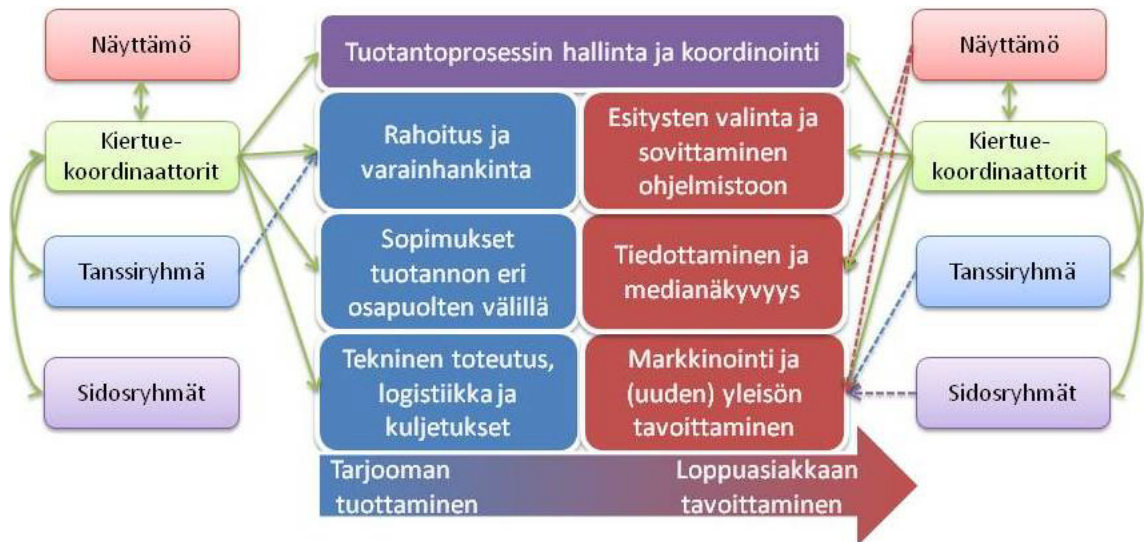 Näyttämö
Kiertue-
koordinaattorit
Tanssiryhmä
Sidosryhmät
Tuotantoprosessin hallinta ja koordinointi
Rahoitus ja
varainhankinta
Esitysten valinta ja
sovittaminen
ohjelmistoon
Sopimukset
tuotannon eri
osapuolten välillä
Tiedottaminen ja
medianäkyvyys
Tekninen toteutus,
logistiikka ja
kuljetukset
Markkinointi ja
(uuden) yleisön
tavoittaminen
Tarjooman
tuottaminen
Loppuasiakkaan
tavoittaminen
Näyttämö
Kiertue-
koordinaattorit
Tanssiryhmä
Sidosryhmät